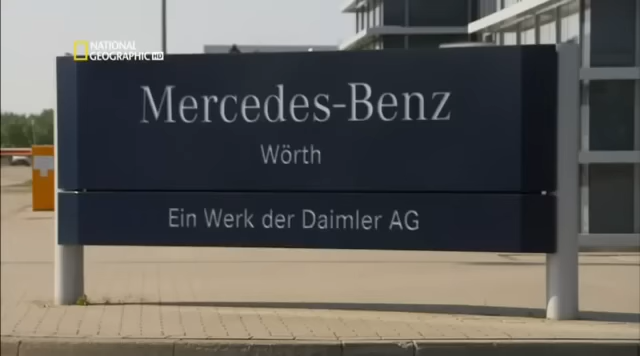 NATIONAL
GEOGRAPHIC HD
Mercedes-Benz
Wörth
Ein Werk der Daimler AG